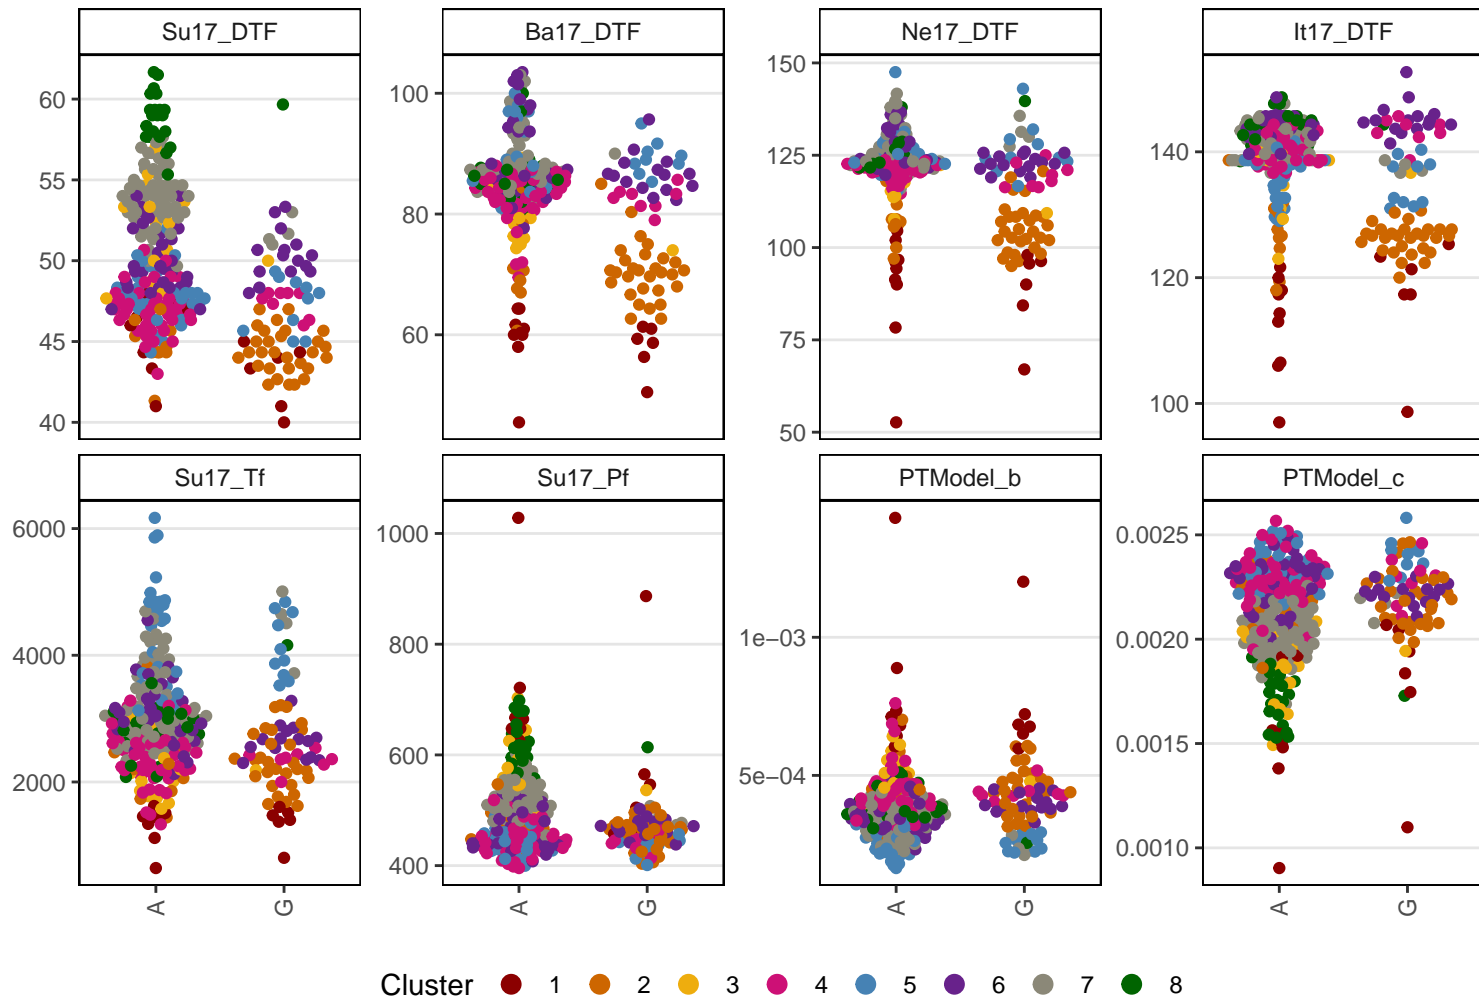 Su17_DTF Ba17_DTF Ne17_DTF It17_DTF
60 55 50 45 40
100 80 60
150 125 100 75 50
140 120 100
Su17_Tf Su17_Pf PTModel_b PTModel_c
6000 4000 2000
1000 800 600 400
1e−03 5e−04
0.0025 0.0020 0.0015 0.0010
A G A G A G A G
Cluster 1 2 3 4 5 6 7 8